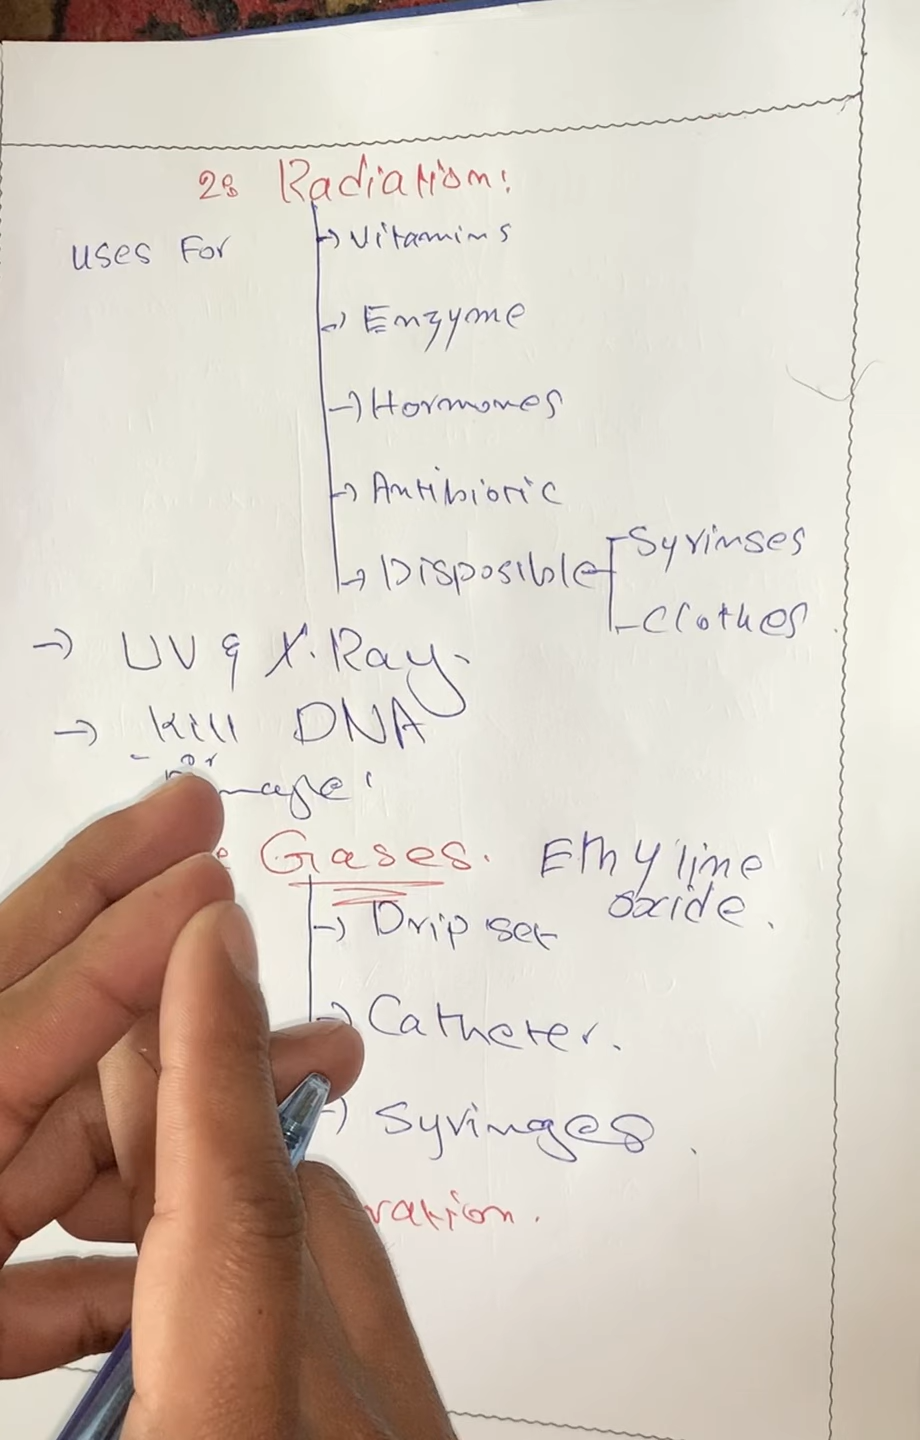 2: Radiation:
uses For
→ Vitamins
→ Enzyme
→ Hormones
→ Antibiotic
→ Disposible
Syrinses
Clothes.
→ UV & X.Ray.
→ Kill DNA
or
Gases. Ethyline
oxide.
→ Drip set
→ Catheter.
→ Syringes.